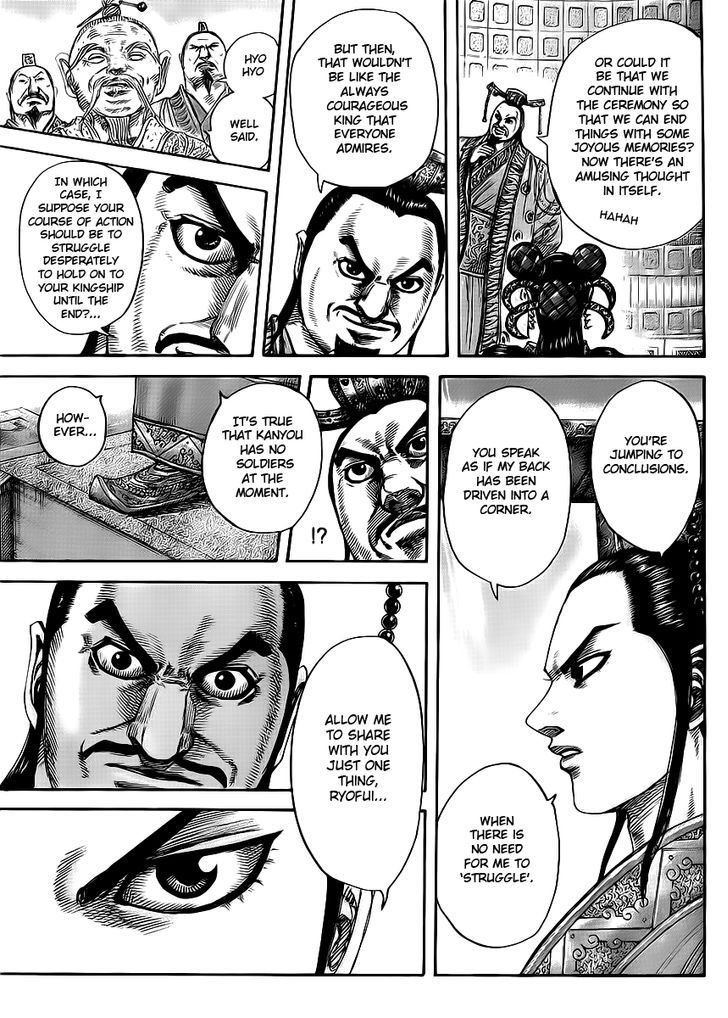 OR COULD IT
BE THAT WE
CONTINUE WITH
THE CEREMONY SO
THAT WE CAN END
THINGS WITH SOME
JOYOUS MEMORIES?
NOW THERE'S AN
AMUSING THOUGHT
IN ITSELF.
HAHAH
BUT THEN,
THAT WOULDN'T
BE LIKE THE
ALWAYS
COURAGEOUS
KING THAT
EVERYONE
ADMIRES.
HYO
HYO
WELL
SAID.
IN WHICH
CASE, I
SUPPOSE YOUR
COURSE OF ACTION
SHOULD BE TO
STRUGGLE
DESPERATELY
TO HOLD ON TO
YOUR KINGSHIP
UNTIL THE
END?...
YOU'RE
JUMPING TO
CONCLUSIONS.
YOU SPEAK
AS IF MY BACK
HAS BEEN
DRIVEN INTO A
CORNER.
WHEN
THERE IS
NO NEED
FOR ME TO
'STRUGGLE'.
!?
IT'S TRUE
THAT KANYOU
HAS NO
SOLDIERS
AT THE
MOMENT.
HOW-
EVER...
ALLOW ME
TO SHARE
WITH YOU
JUST ONE
THING,
RYOFUI...